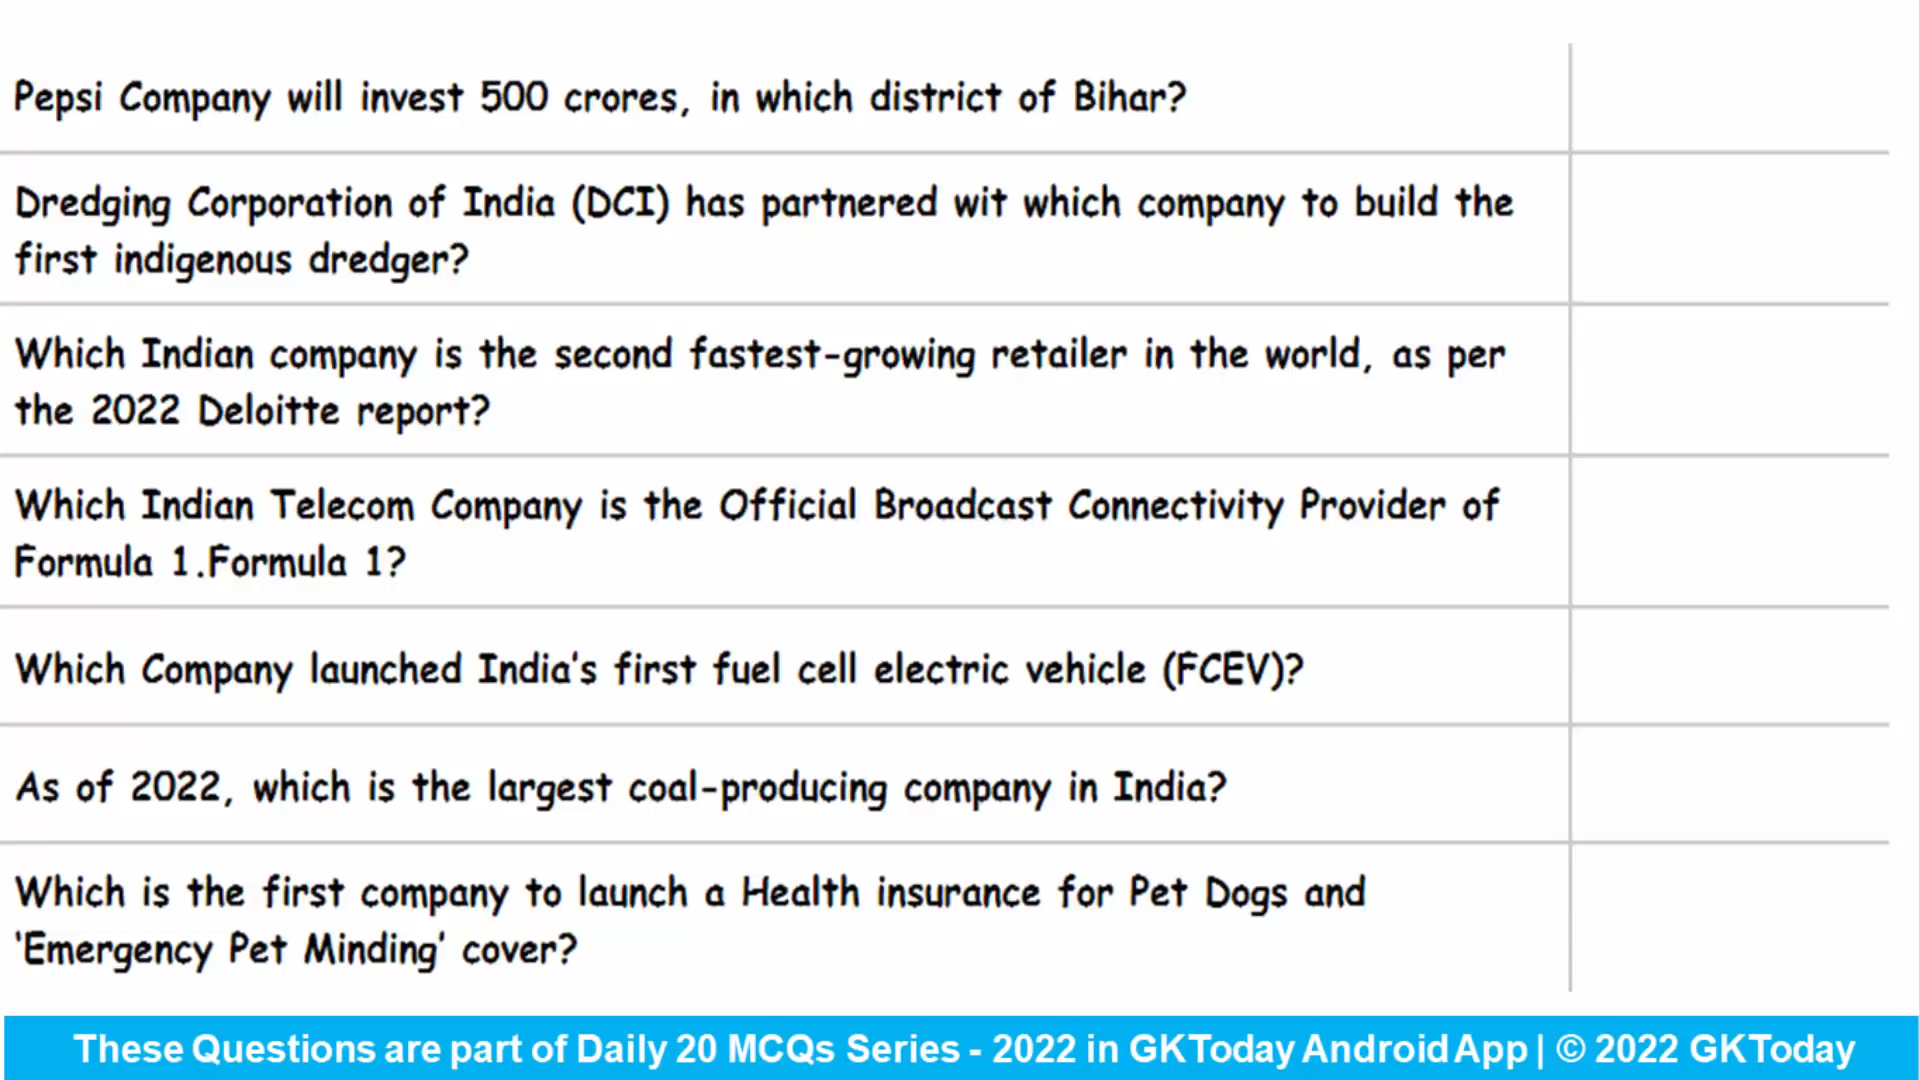 Pepsi Company will invest 500 crores, in which district of Bihar?
Dredging Corporation of India (DCI) has partnered wit which company to build the
first indigenous dredger?
Which Indian company is the second fastest-growing retailer in the world, as per
the 2022 Deloitte report?
Which Indian Telecom Company is the Official Broadcast Connectivity Provider of
Formula 1.Formula 1?
Which Company launched India's first fuel cell electric vehicle (FCEV)?
As of 2022, which is the largest coal-producing company in India?
Which is the first company to launch a Health insurance for Pet Dogs and
‘Emergency Pet Minding’ cover?
These Questions are part of Daily 20 MCQs Series - 2022 in GKToday Android App | © 2022 GKToday